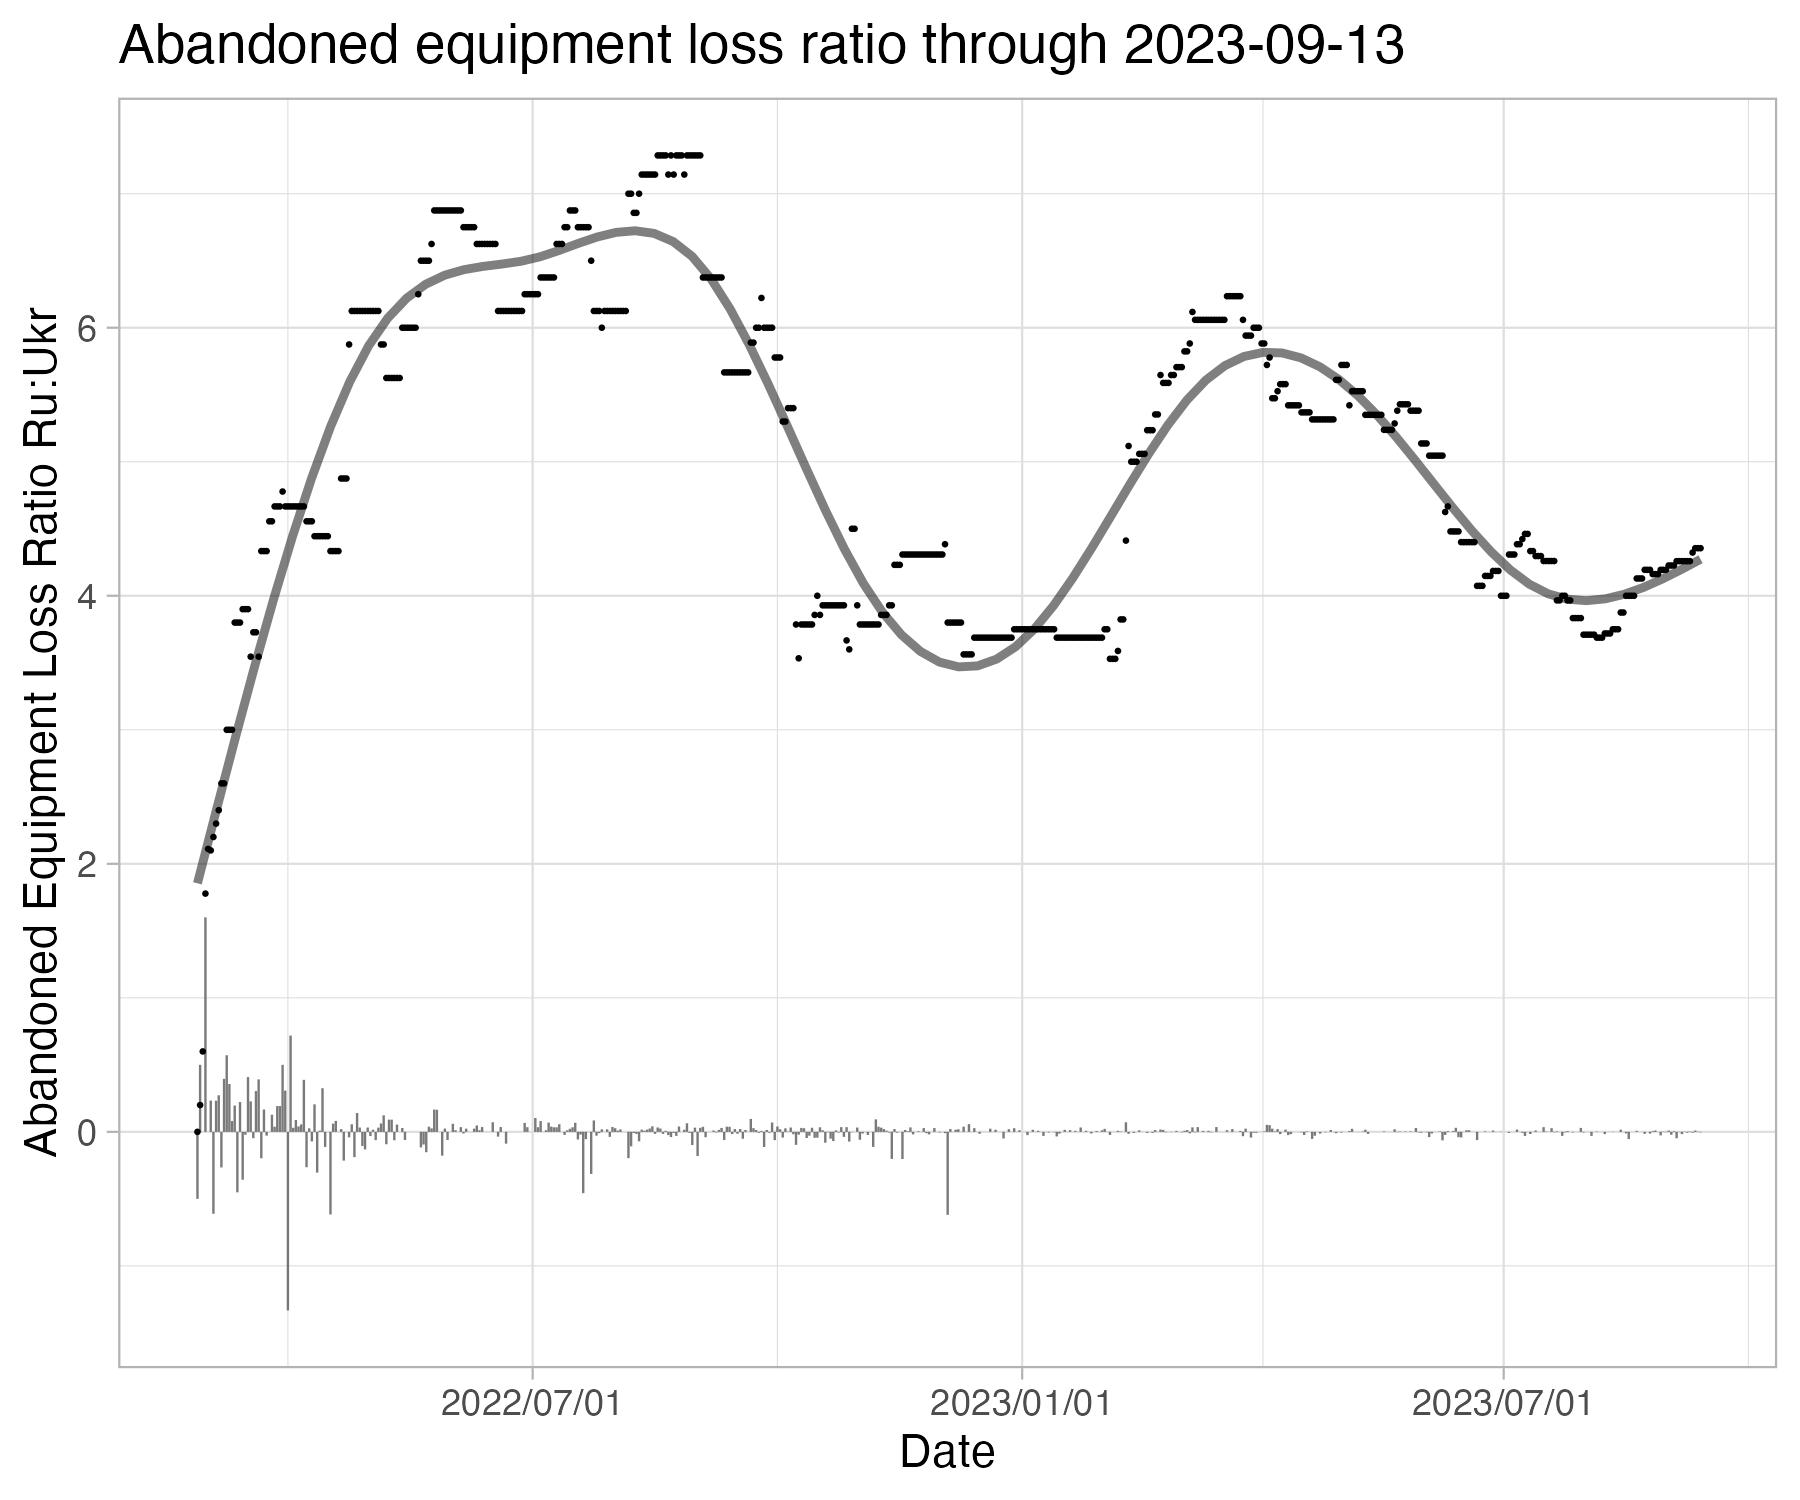 Abandoned equipment loss ratio through 2023-09-13
Abandoned Equipment Loss Ratio Ru:Ukr
6
4
2
0
2022/07/01
2023/01/01
2023/07/01
Date